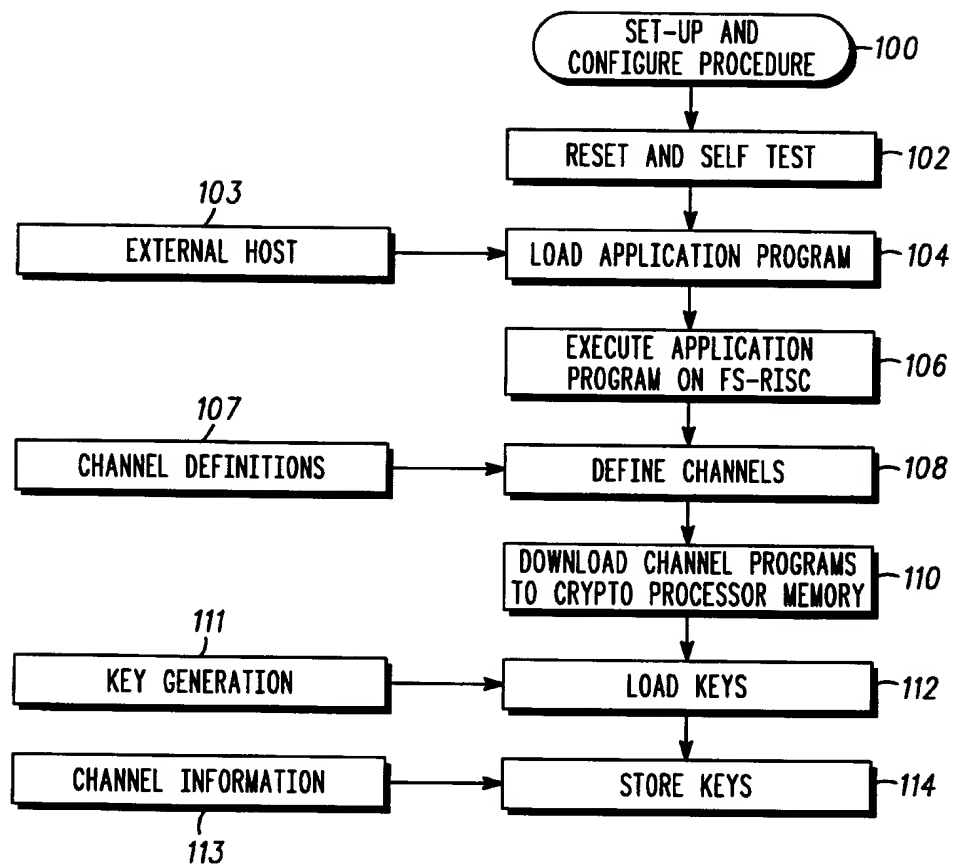 SET-UP AND
CONFIGURE PROCEDURE
100
RESET AND SELF TEST
102
103
EXTERNAL HOST
LOAD APPLICATION PROGRAM
104
EXECUTE APPLICATION
PROGRAM ON FS-RISC
106
107
CHANNEL DEFINITIONS
DEFINE CHANNELS
108
DOWNLOAD CHANNEL PROGRAMS
TO CRYPTO PROCESSOR MEMORY
110
111
KEY GENERATION
LOAD KEYS
112
CHANNEL INFORMATION
113
STORE KEYS
114